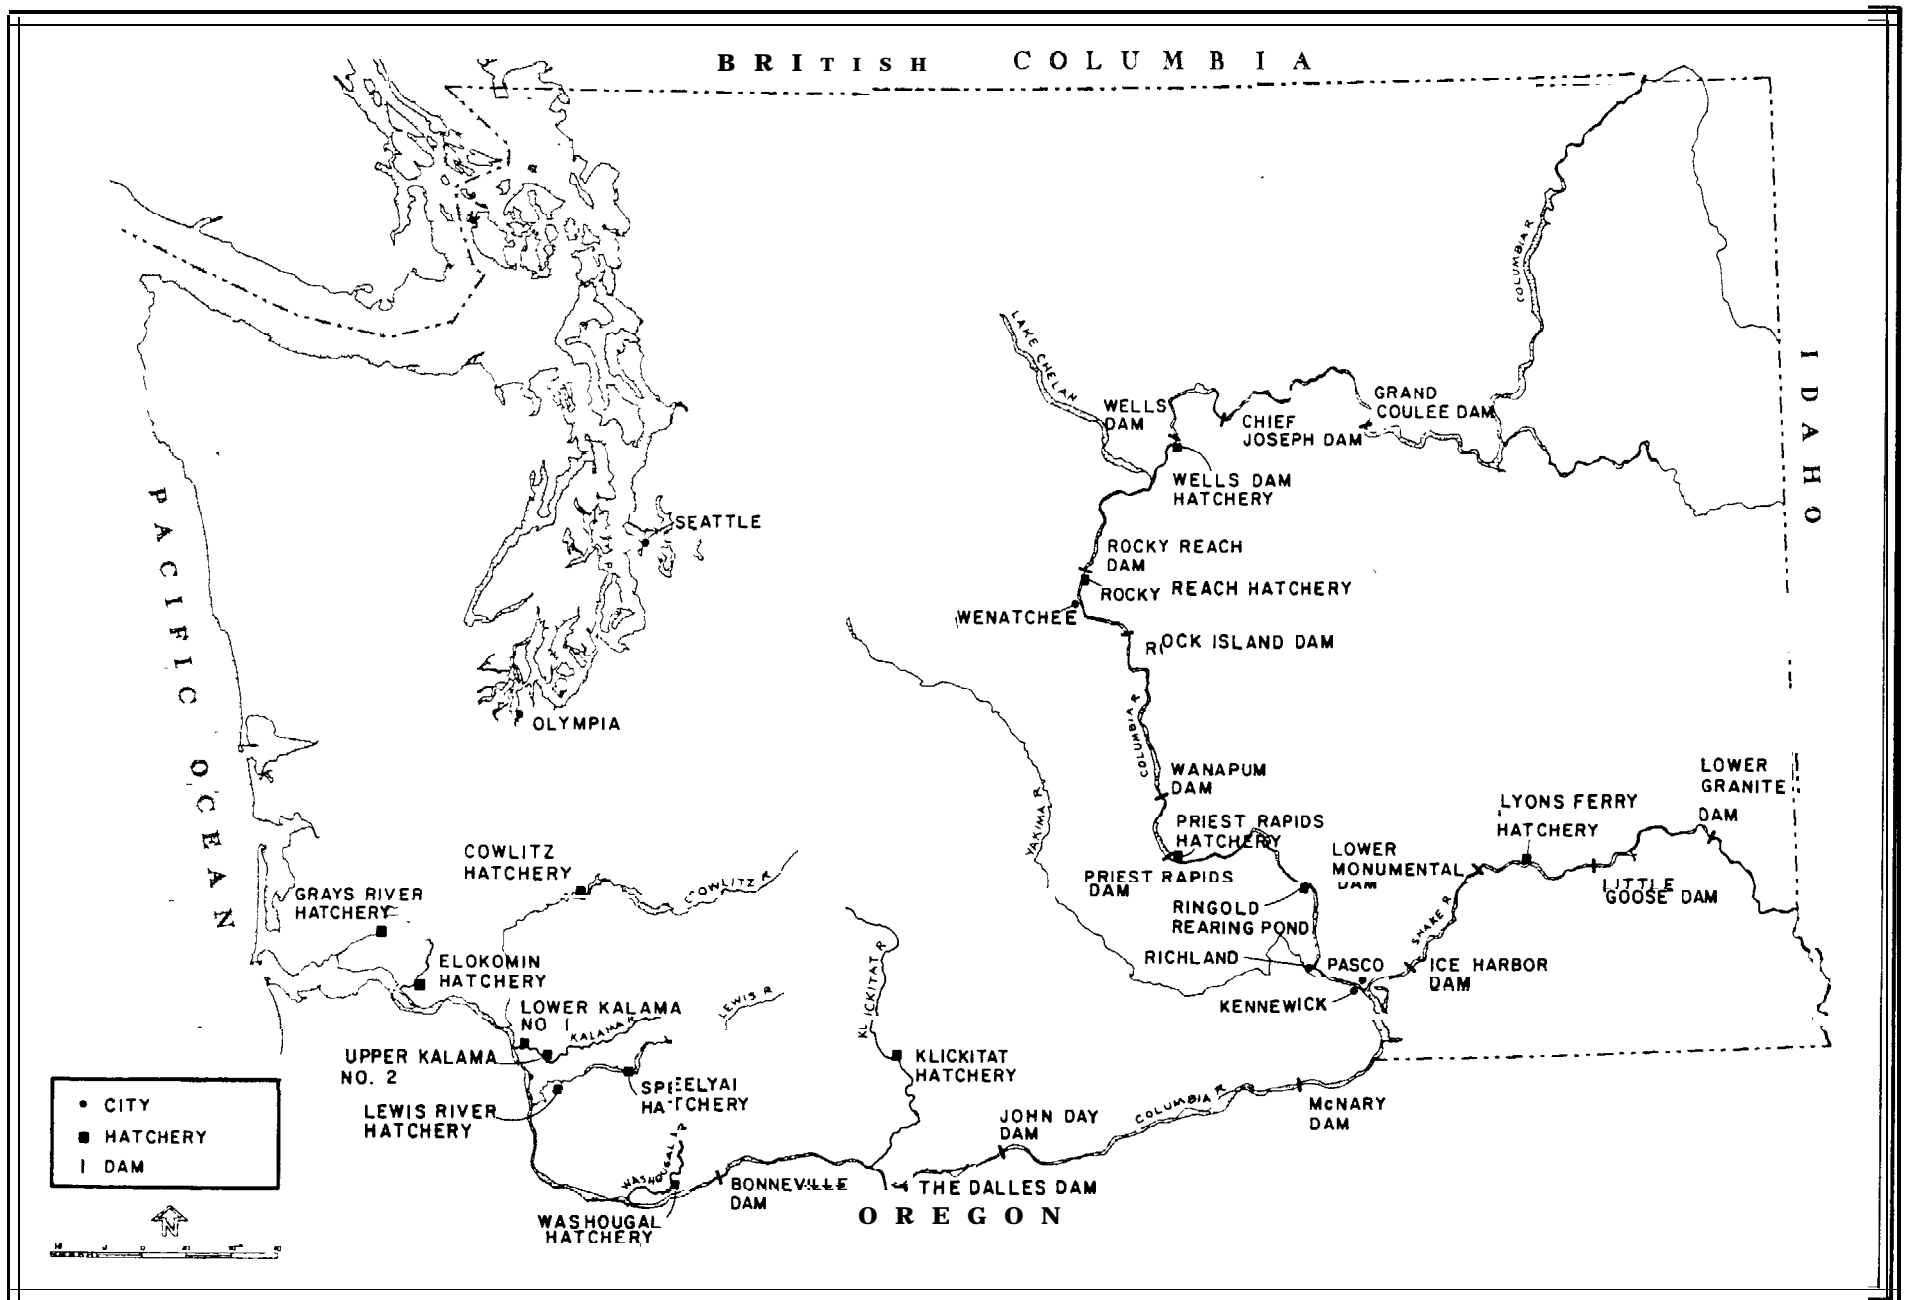 BRITISH COLUMBIA
COLUMBIA R
IDAHO
LAKE CHELAN
GRAND
COULEE DAM
WELLS
DAM
CHIEF
JOSEPH DAM
WELLS DAM
HATCHERY
PACIFIC OCEAN
SEATTLE
ROCKY REACH
DAM
ROCKY REACH HATCHERY
WENATCHEE
ROCK ISLAND DAM
OLYMPIA
COLUMBIA R
WANAPUM
DAM
YAKIMA R
PRIEST RAPIDS
HATCHERY
PRIEST RAPIDS
DAM
LOWER
MONUMENTAL
DAM
LYONS FERRY
HATCHERY
LOWER
GRANITE
DAM
LITTLE
GOOSE DAM
COWLITZ
HATCHERY
COWLITZ R
GRAYS RIVER
HATCHERY
RINGOLD
REARING POND
SNAKE R
RICHLAND
PASCO
ICE HARBOR
DAM
KENNEWICK
ELOKOMIN
HATCHERY
LOWER KALAMA
NO 1
KALAMA R
LEWIS R
KLICKITAT R
UPPER KALAMA
NO. 2
KLICKITAT
HATCHERY
SPEELYAI
HATCHERY
LEWIS RIVER
HATCHERY
JOHN DAY
DAM
COLUMBIA R
McNARY
DAM
WASHOUGAL R
BONNEVILLE
DAM
THE DALLES DAM
WASHOUGAL
HATCHERY
OREGON
CITY
HATCHERY
DAM
N